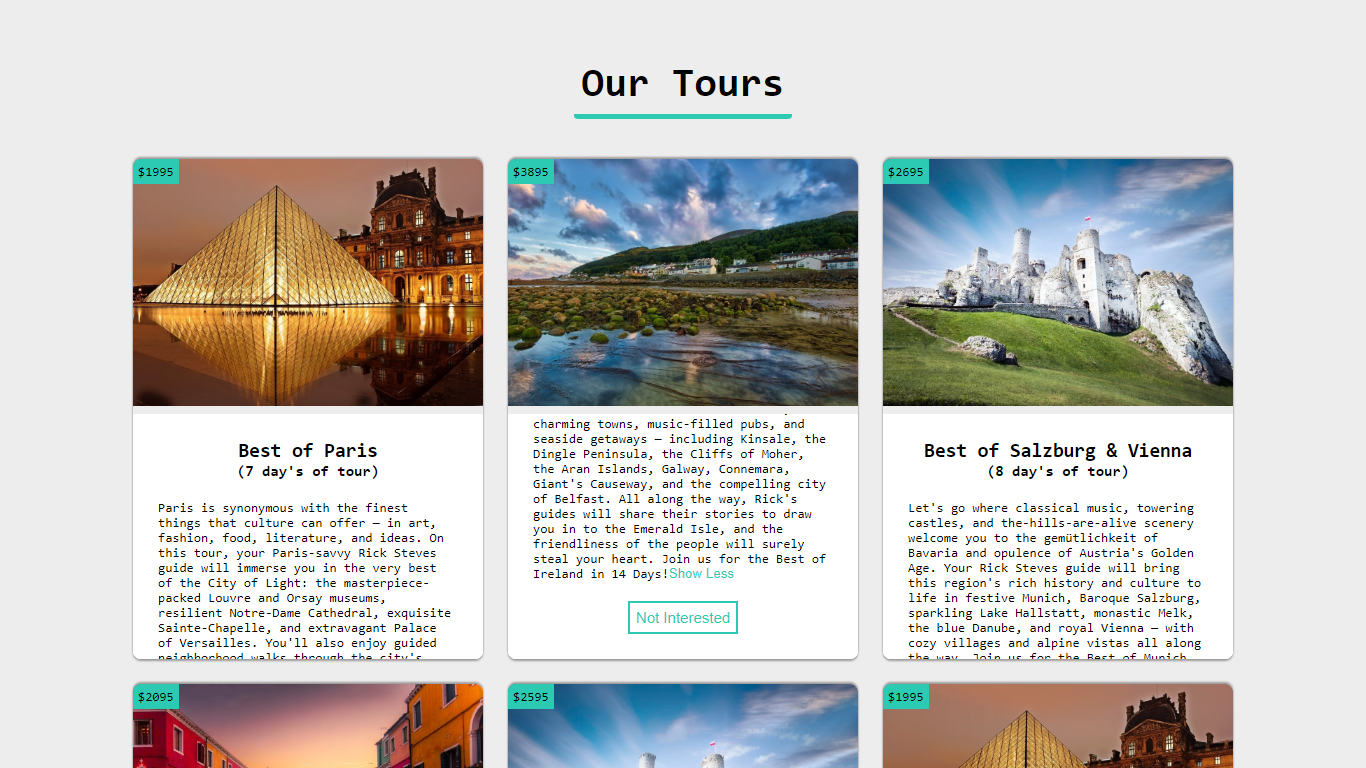 Our Tours
$1995
Best of Paris
(7 day's of tour)
Paris is synonymous with the finest
things that culture can offer — in art,
fashion, food, literature, and ideas. On
this tour, your Paris-savvy Rick Steves
guide will immerse you in the very best
of the City of Light: the masterpiece-
packed Louvre and Orsay museums,
resilient Notre-Dame Cathedral, exquisite
Sainte-Chapelle, and extravagant Palace
of Versailles. You'll also enjoy guided
neighborhood walks through the city's
$3895
charming towns, music-filled pubs, and
seaside getaways — including Kinsale, the
Dingle Peninsula, the Cliffs of Moher,
the Aran Islands, Galway, Connemara,
Giant's Causeway, and the compelling city
of Belfast. All along the way, Rick's
guides will share their stories to draw
you in to the Emerald Isle, and the
friendliness of the people will surely
steal your heart. Join us for the Best of
Ireland in 14 Days!Show Less
Not Interested
$2695
Best of Salzburg & Vienna
(8 day's of tour)
Let's go where classical music, towering
castles, and the-hills-are-alive scenery
welcome you to the gemütlichkeit of
Bavaria and opulence of Austria's Golden
Age. Your Rick Steves guide will bring
this region's rich history and culture to
life in festive Munich, Baroque Salzburg,
sparkling Lake Hallstatt, monastic Melk,
the blue Danube, and royal Vienna — with
cozy villages and alpine vistas all along
the way. Join us for the Best of Munich,
$2095
$2595
$1995